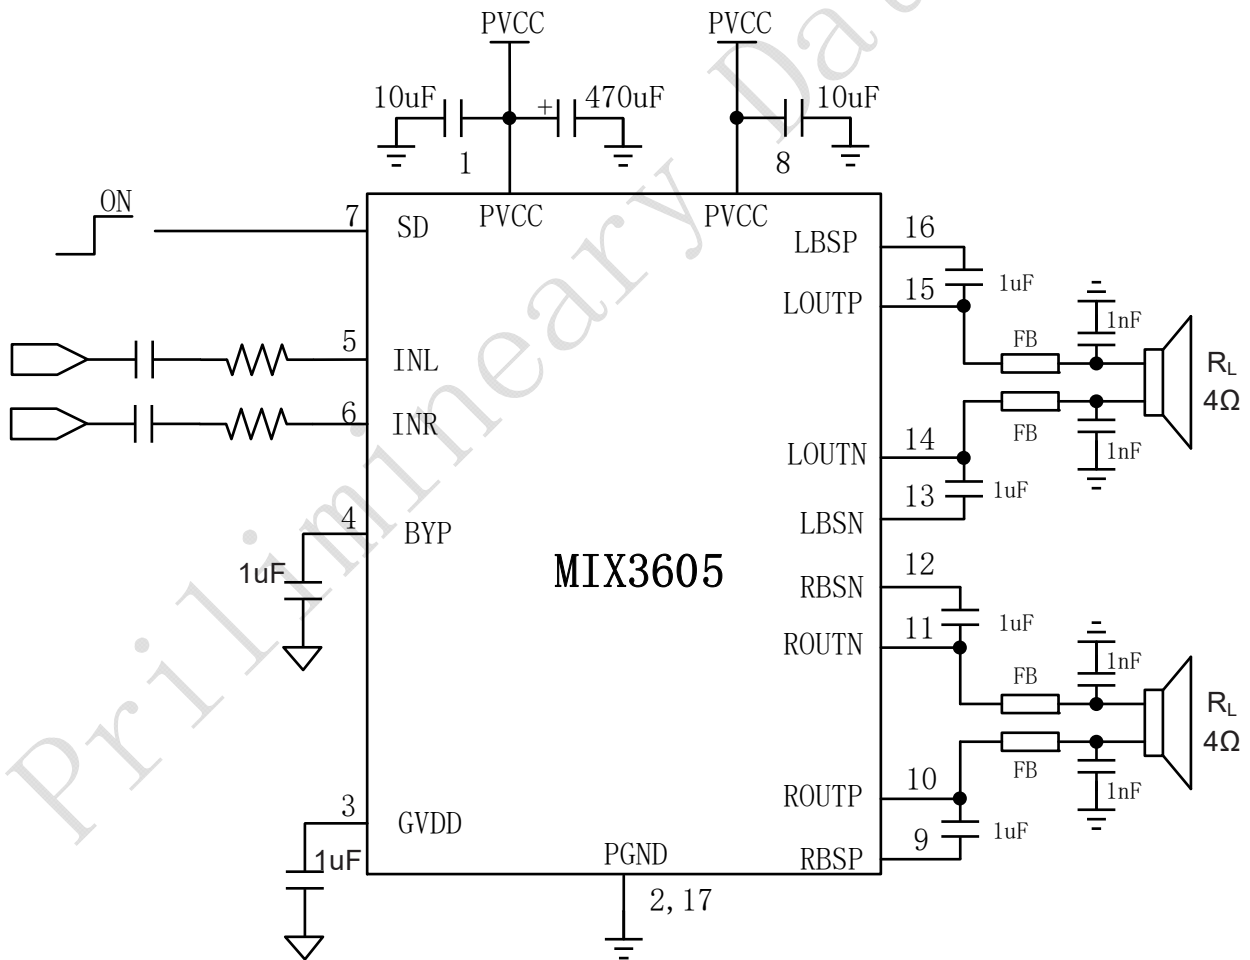 PVCC PVCC
10uF + 470uF 10uF
1 8
ON
7 SD PVCC PVCC LBSP 16
1uF
LOUTP 15
1nF
5 INL FB RL
4Ω
6 INR FB
1nF
LOUTN 14
1uF
LBSN 13
4 BYP
1uF MIX3605 RBSN 12
1uF
ROUTN 11
1nF
FB RL
4Ω
FB
1nF
ROUTP 10
3 GVDD 1uF
1uF PGND RBSP 9
2,17
Prilimineary Dat